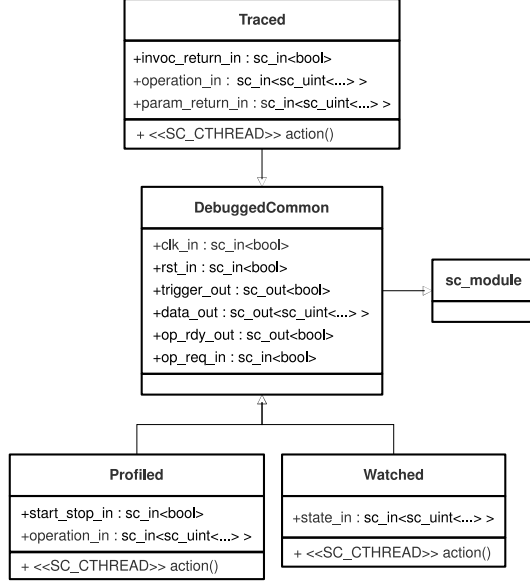 Traced
+invoc_return_in : sc_in<bool>
+operation_in : sc_in<sc_uint<...> >
+param_return_in : sc_in<sc_uint<...> >
+ <<SC_CTHREAD>> action()
DebuggedCommon
+clk_in : sc_in<bool>
+rst_in : sc_in<bool>
+trigger_out : sc_out<bool>
+data_out : sc_out<sc_uint<...> >
+op_rdy_out : sc_out<bool>
+op_req_in : sc_in<bool>
sc_module
Profiled
+start_stop_in : sc_in<bool>
+operation_in : sc_in<sc_uint<...> >
+ <<SC_CTHREAD>> action()
Watched
+state_in : sc_in<sc_uint<...> >
+ <<SC_CTHREAD>> action()